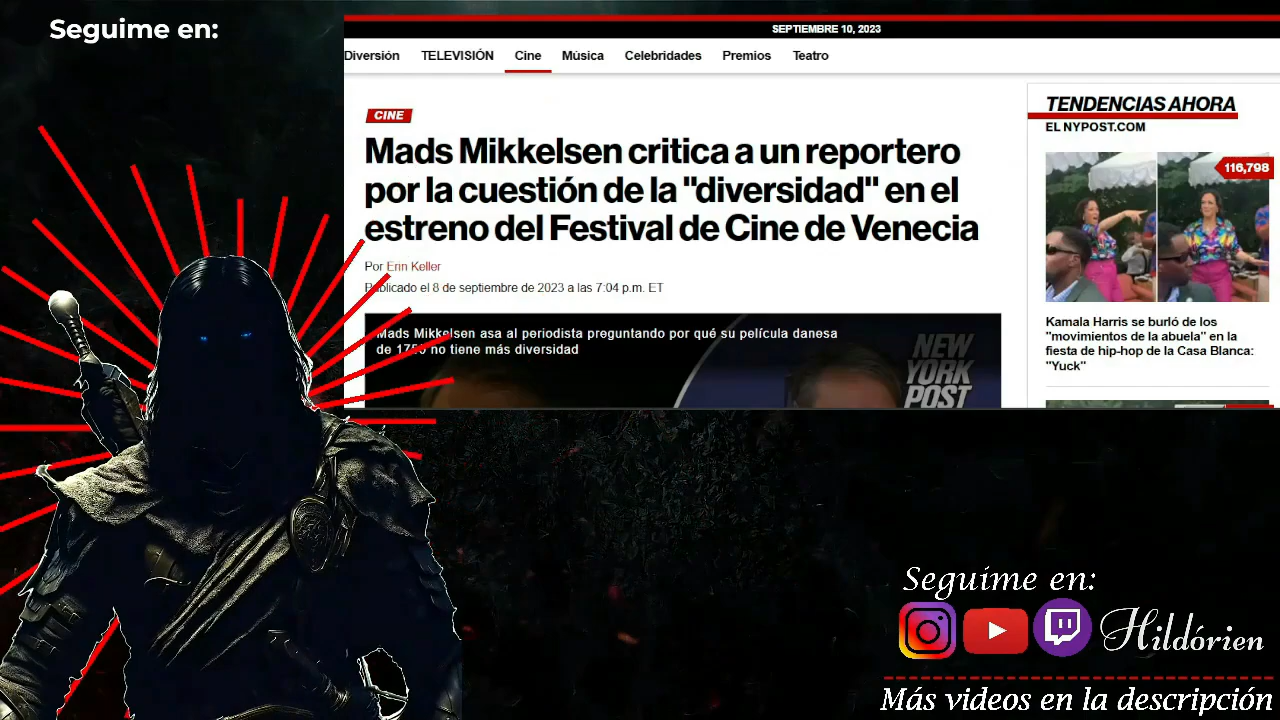 Seguime en:
SEPTIEMBRE 10, 2023
Diversión TELEVISIÓN Cine Música Celebridades Premios Teatro
CINE
Mads Mikkelsen critica a un reportero
por la cuestión de la "diversidad" en el
estreno del Festival de Cine de Venecia
Por Erin Keller
Publicado el 8 de septiembre de 2023 a las 7:04 p.m. ET
Mads Mikkelsen asa al periodista preguntando por qué su película danesa
de 1750 no tiene más diversidad
NEW
YORK
POST
TENDENCIAS AHORA
EL NYPOST.COM
116,798
Kamala Harris se burló de los
"movimientos de la abuela" en la
fiesta de hip-hop de la Casa Blanca:
"Yuck"
Seguime en:
Hildórien
Más videos en la descripción